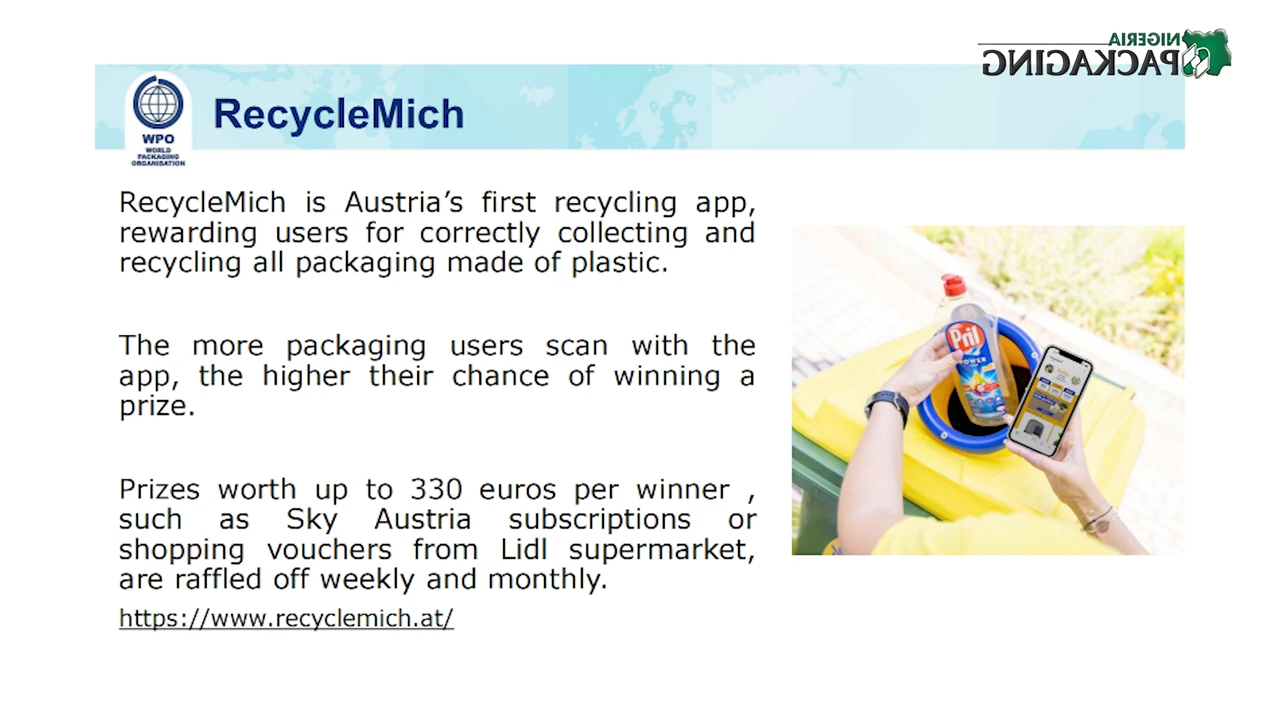 NIGERIA
PACKAGING
RecycleMich
WPO
WORLD
PACKAGING
ORGANISATION
RecycleMich is Austria’s first recycling app,
rewarding users for correctly collecting and
recycling all packaging made of plastic.
The more packaging users scan with the
app, the higher their chance of winning a
prize.
Prizes worth up to 330 euros per winner ,
such as Sky Austria subscriptions or
shopping vouchers from Lidl supermarket,
are raffled off weekly and monthly.
https://www.recyclemich.at/
Pril
POWER